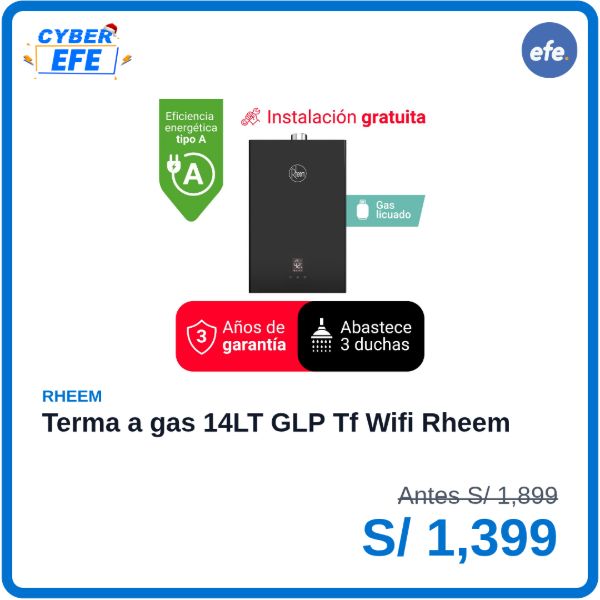 CYBER
EFE
efe.
Eficiencia
energética
tipo A
A
Instalación gratuita
Rheem
Gas
licuado
3
Años de
garantía
Abastece
3 duchas
RHEEM
Terma a gas 14LT GLP Tf Wifi Rheem
Antes S/ 1,899
S/ 1,399